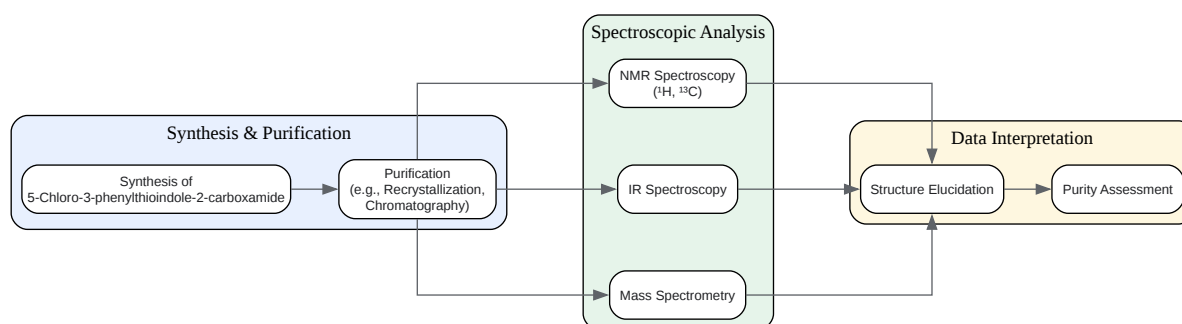 Synthesis & Purification
Synthesis of
5-Chloro-3-phenylthioindole-2-carboxamide
Purification
(e.g., Recrystallization,
Chromatography)
Spectroscopic Analysis
NMR Spectroscopy
(¹H, ¹³C)
IR Spectroscopy
Mass Spectrometry
Data Interpretation
Structure Elucidation
Purity Assessment